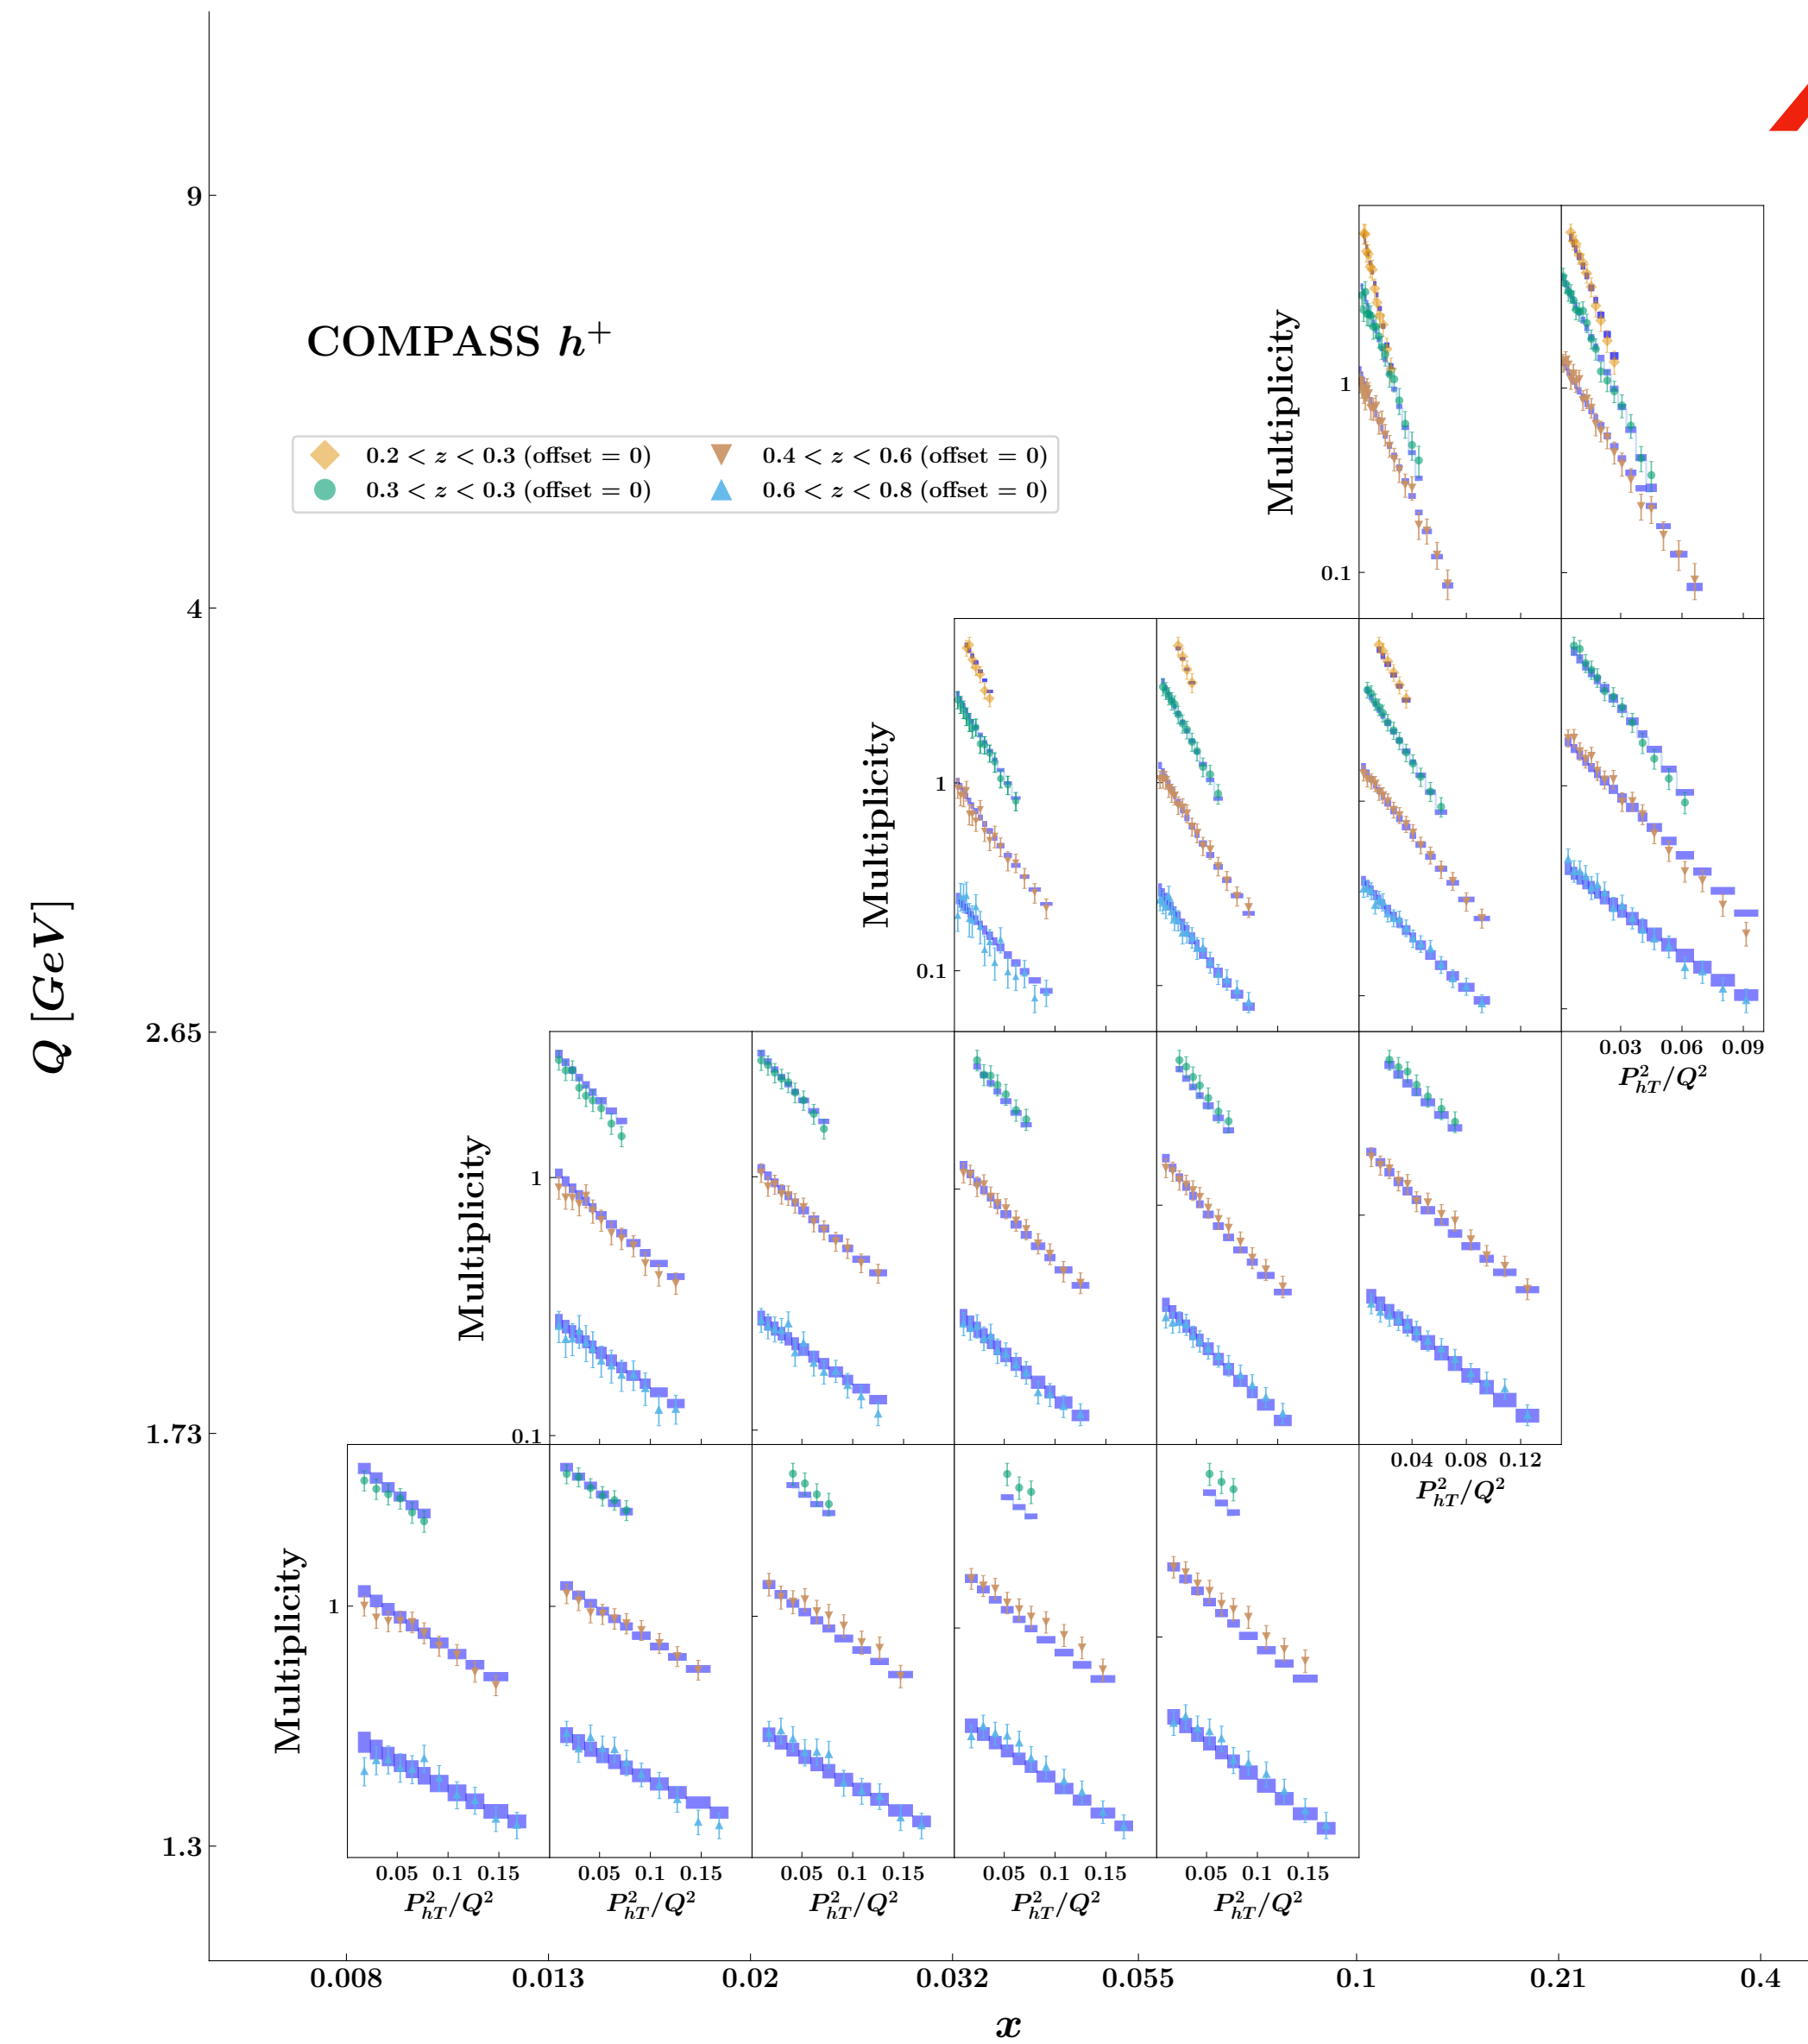 9
COMPASS h⁺
Multiplicity
1
0.2 < z < 0.3 (offset = 0)
0.4 < z < 0.6 (offset = 0)
0.3 < z < 0.3 (offset = 0)
0.6 < z < 0.8 (offset = 0)
0.1
4
Multiplicity
1
0.1
Q [GeV]
2.65
0.03 0.06 0.09
P²hT/Q²
Multiplicity
1
0.1
1.73
0.04 0.08 0.12
P²hT/Q²
Multiplicity
1
1.3
0.05 0.1 0.15 0.05 0.1 0.15 0.05 0.1 0.15 0.05 0.1 0.15 0.05 0.1 0.15
P²hT/Q² P²hT/Q² P²hT/Q² P²hT/Q² P²hT/Q²
0.008 0.013 0.02 0.032 0.055 0.1 0.21 0.4
x